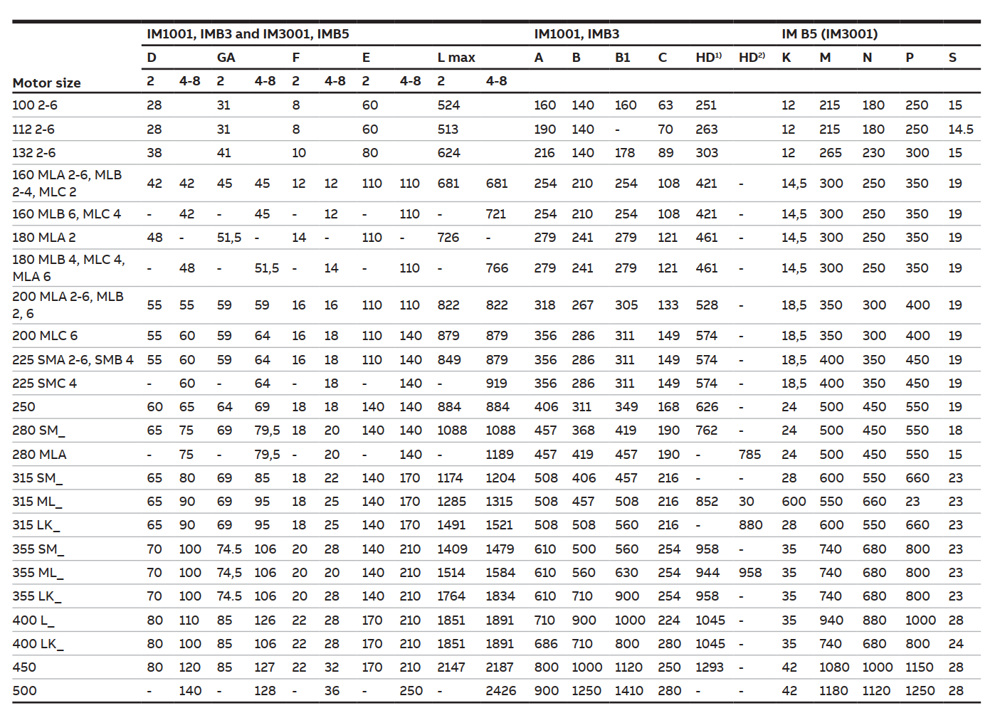 IM1001, IMB3 and IM3001, IMB5 IM1001, IMB3 IM B5 (IM3001)
D GA F E L max A B B1 C HD1) HD2) K M N P S
Motor size 2 4-8 2 4-8 2 4-8 2 4-8 2 4-8
100 2-6 28 31 8 60 524 160 140 160 63 251 12 215 180 250 15
112 2-6 28 31 8 60 513 190 140 - 70 263 12 215 180 250 14.5
132 2-6 38 41 10 80 624 216 140 178 89 303 12 265 230 300 15
160 MLA 2-6, MLB
2-4, MLC 2 42 42 45 45 12 12 110 110 681 681 254 210 254 108 421 - 14,5 300 250 350 19
160 MLB 6, MLC 4 - 42 - 45 - 12 - 110 - 721 254 210 254 108 421 - 14,5 300 250 350 19
180 MLA 2 48 - 51,5 - 14 - 110 - 726 - 279 241 279 121 461 - 14,5 300 250 350 19
180 MLB 4, MLC 4,
MLA 6 - 48 - 51,5 - 14 - 110 - 766 279 241 279 121 461 - 14,5 300 250 350 19
200 MLA 2-6, MLB
2, 6 55 55 59 59 16 16 110 110 822 822 318 267 305 133 528 - 18,5 350 300 400 19
200 MLC 6 55 60 59 64 16 18 110 140 879 879 356 286 311 149 574 - 18,5 350 300 400 19
225 SMA 2-6, SMB 4 55 60 59 64 16 18 110 140 849 879 356 286 311 149 574 - 18,5 400 350 450 19
225 SMC 4 - 60 - 64 - 18 - 140 - 919 356 286 311 149 574 - 18,5 400 350 450 19
250 60 65 64 69 18 18 140 140 884 884 406 311 349 168 626 - 24 500 450 550 19
280 SM_ 65 75 69 79,5 18 20 140 140 1088 1088 457 368 419 190 762 - 24 500 450 550 18
280 MLA - 75 - 79,5 - 20 - 140 - 1189 457 419 457 190 - 785 24 500 450 550 15
315 SM_ 65 80 69 85 18 22 140 170 1174 1204 508 406 457 216 - - 28 600 550 660 23
315 ML_ 65 90 69 95 18 25 140 170 1285 1315 508 457 508 216 852 30 600 550 660 23 23
315 LK_ 65 90 69 95 18 25 140 170 1491 1521 508 508 560 216 - 880 28 600 550 660 23
355 SM_ 70 100 74.5 106 20 28 140 210 1409 1479 610 500 560 254 958 - 35 740 680 800 23
355 ML_ 70 100 74,5 106 20 20 140 210 1514 1584 610 560 630 254 944 958 35 740 680 800 23
355 LK_ 70 100 74.5 106 20 28 140 210 1764 1834 610 710 900 254 958 - 35 740 680 800 23
400 L_ 80 110 85 126 22 28 170 210 1851 1891 710 900 1000 224 1045 - 35 940 880 1000 28
400 LK_ 80 100 85 106 22 28 170 210 1851 1891 686 710 800 280 1045 - 35 740 680 800 24
450 80 120 85 127 22 32 170 210 2147 2187 800 1000 1120 250 1293 - 42 1080 1000 1150 28
500 - 140 - 128 - 36 - 250 - 2426 900 1250 1410 280 - - 42 1180 1120 1250 28